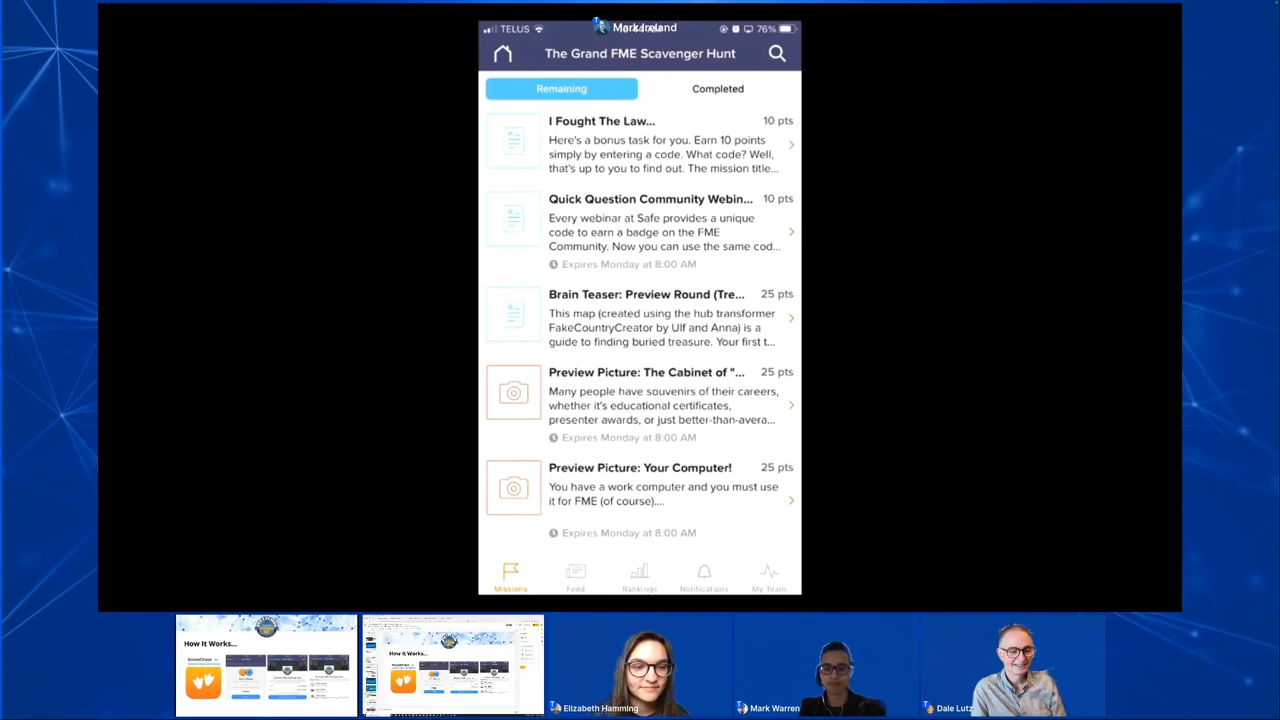 TELUS
Mark Ireland
76%
The Grand FME Scavenger Hunt
Remaining
Completed
I Fought The Law...
10 pts
Here's a bonus task for you. Earn 10 points
simply by entering a code. What code? Well,
that's up to you to find out. The mission title...
Quick Question Community Webin...
10 pts
Every webinar at Safe provides a unique
code to earn a badge on the FME
Community. Now you can use the same cod...
Expires Monday at 8:00 AM
Brain Teaser: Preview Round (Tre...
25 pts
This map (created using the hub transformer
FakeCountryCreator by Ulf and Anna) is a
guide to finding buried treasure. Your first t...
Preview Picture: The Cabinet of "...
25 pts
Many people have souvenirs of their careers,
whether it's educational certificates,
presenter awards, or just better-than-avera...
Expires Monday at 8:00 AM
Preview Picture: Your Computer!
25 pts
You have a work computer and you must use
it for FME (of course)....
Expires Monday at 8:00 AM
Missions
Feed
Rankings
Notifications
My Team
How It Works...
How It Works...
Elizabeth Hamming
Mark Warren
Dale Lutz